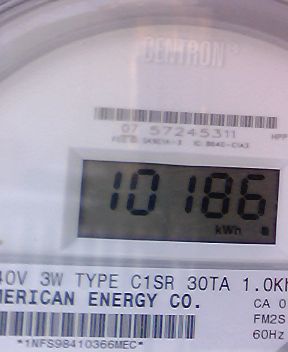 CENTRON®
07 57245311
10186
kWh
40V 3W TYPE C1SR 30TA 1.0Kh
MERICAN ENERGY CO.
CA 0
FM2S
60Hz
*1NFS98410366MEC*